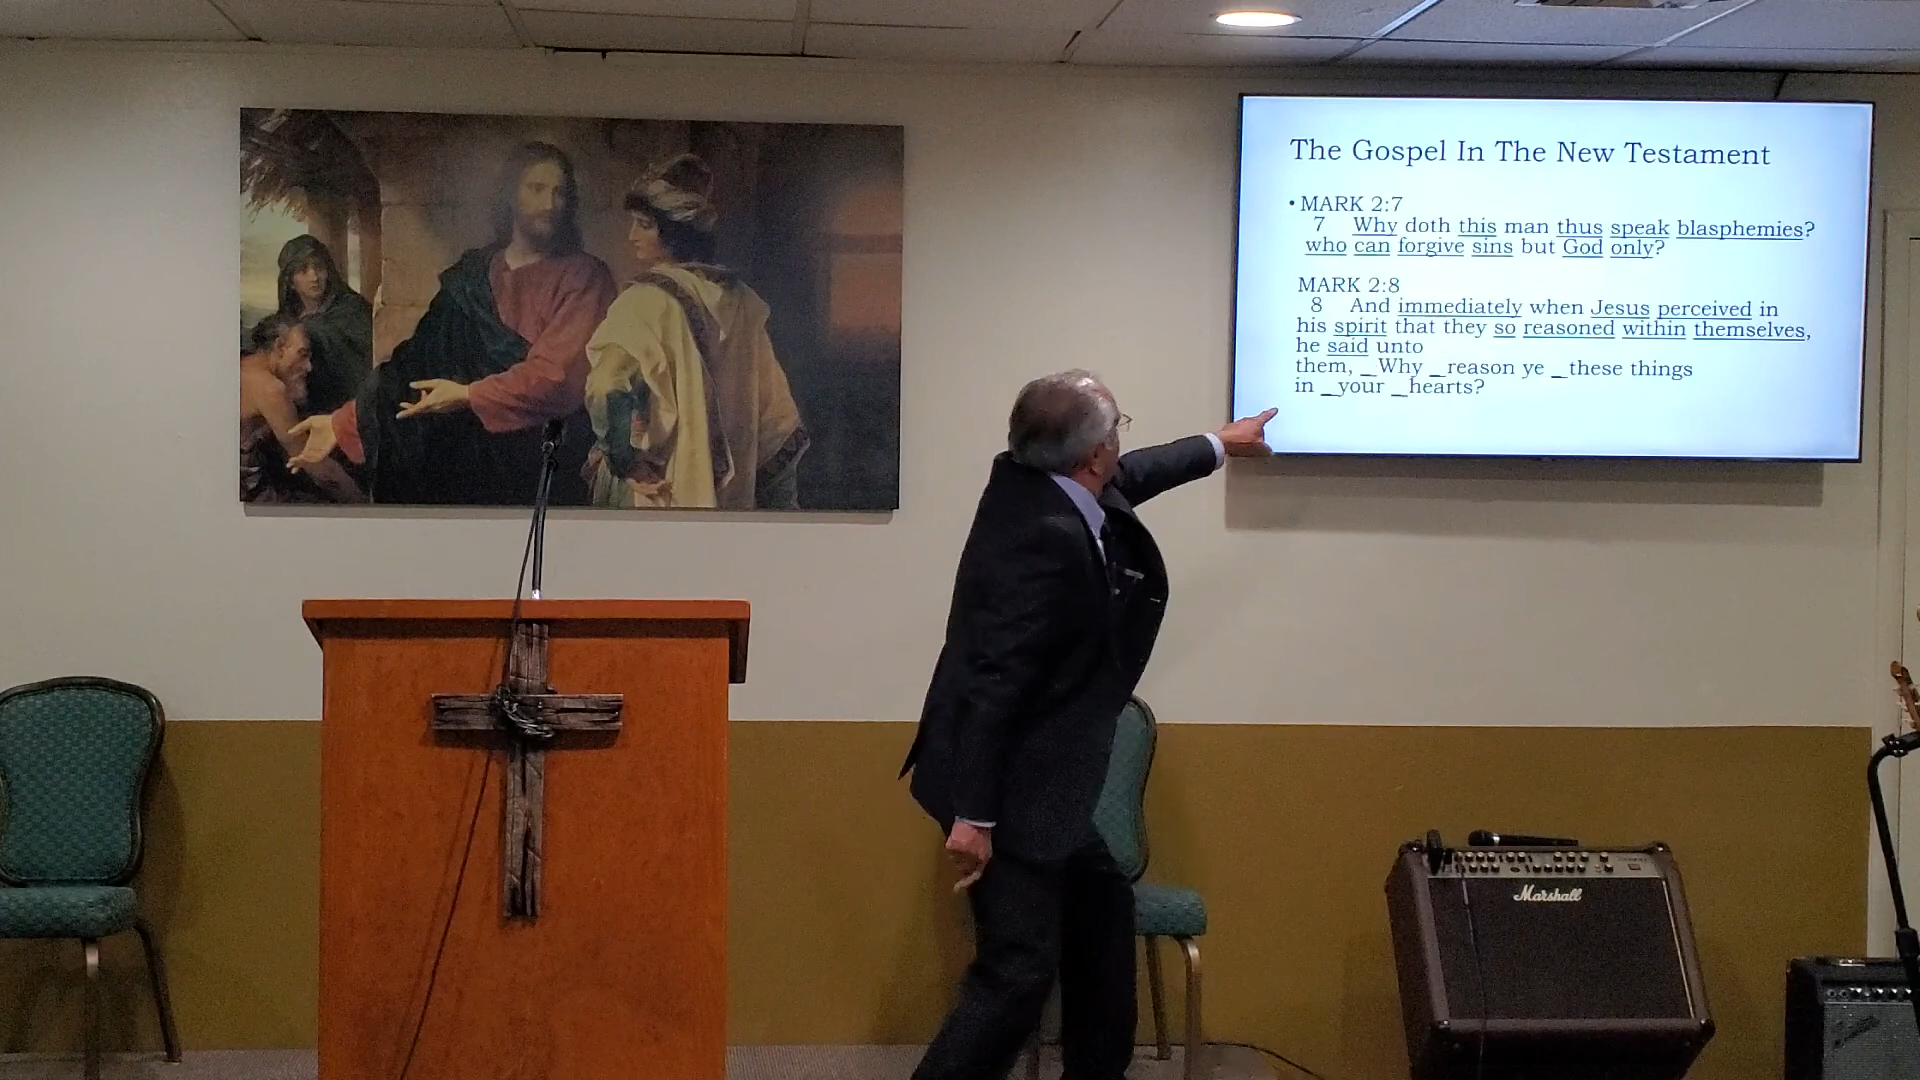 The Gospel In The New Testament
• MARK 2:7
7 Why doth this man thus speak blasphemies?
who can forgive sins but God only?
MARK 2:8
8 And immediately when Jesus perceived in
his spirit that they so reasoned within themselves,
he said unto
them, _Why _reason ye _these things
in _your _hearts?
Marshall